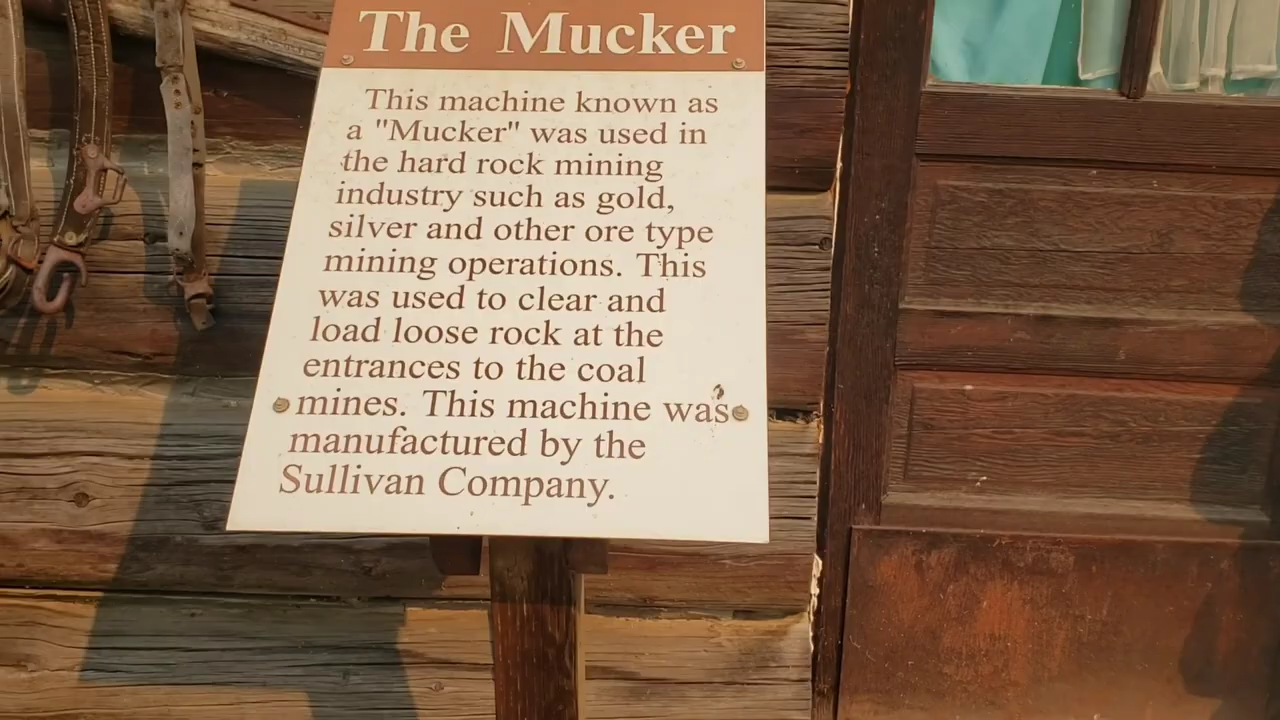 The Mucker
This machine known as
a "Mucker" was used in
the hard rock mining
industry such as gold,
silver and other ore type
mining operations. This
was used to clear and
load loose rock at the
entrances to the coal
mines. This machine was
manufactured by the
Sullivan Company.